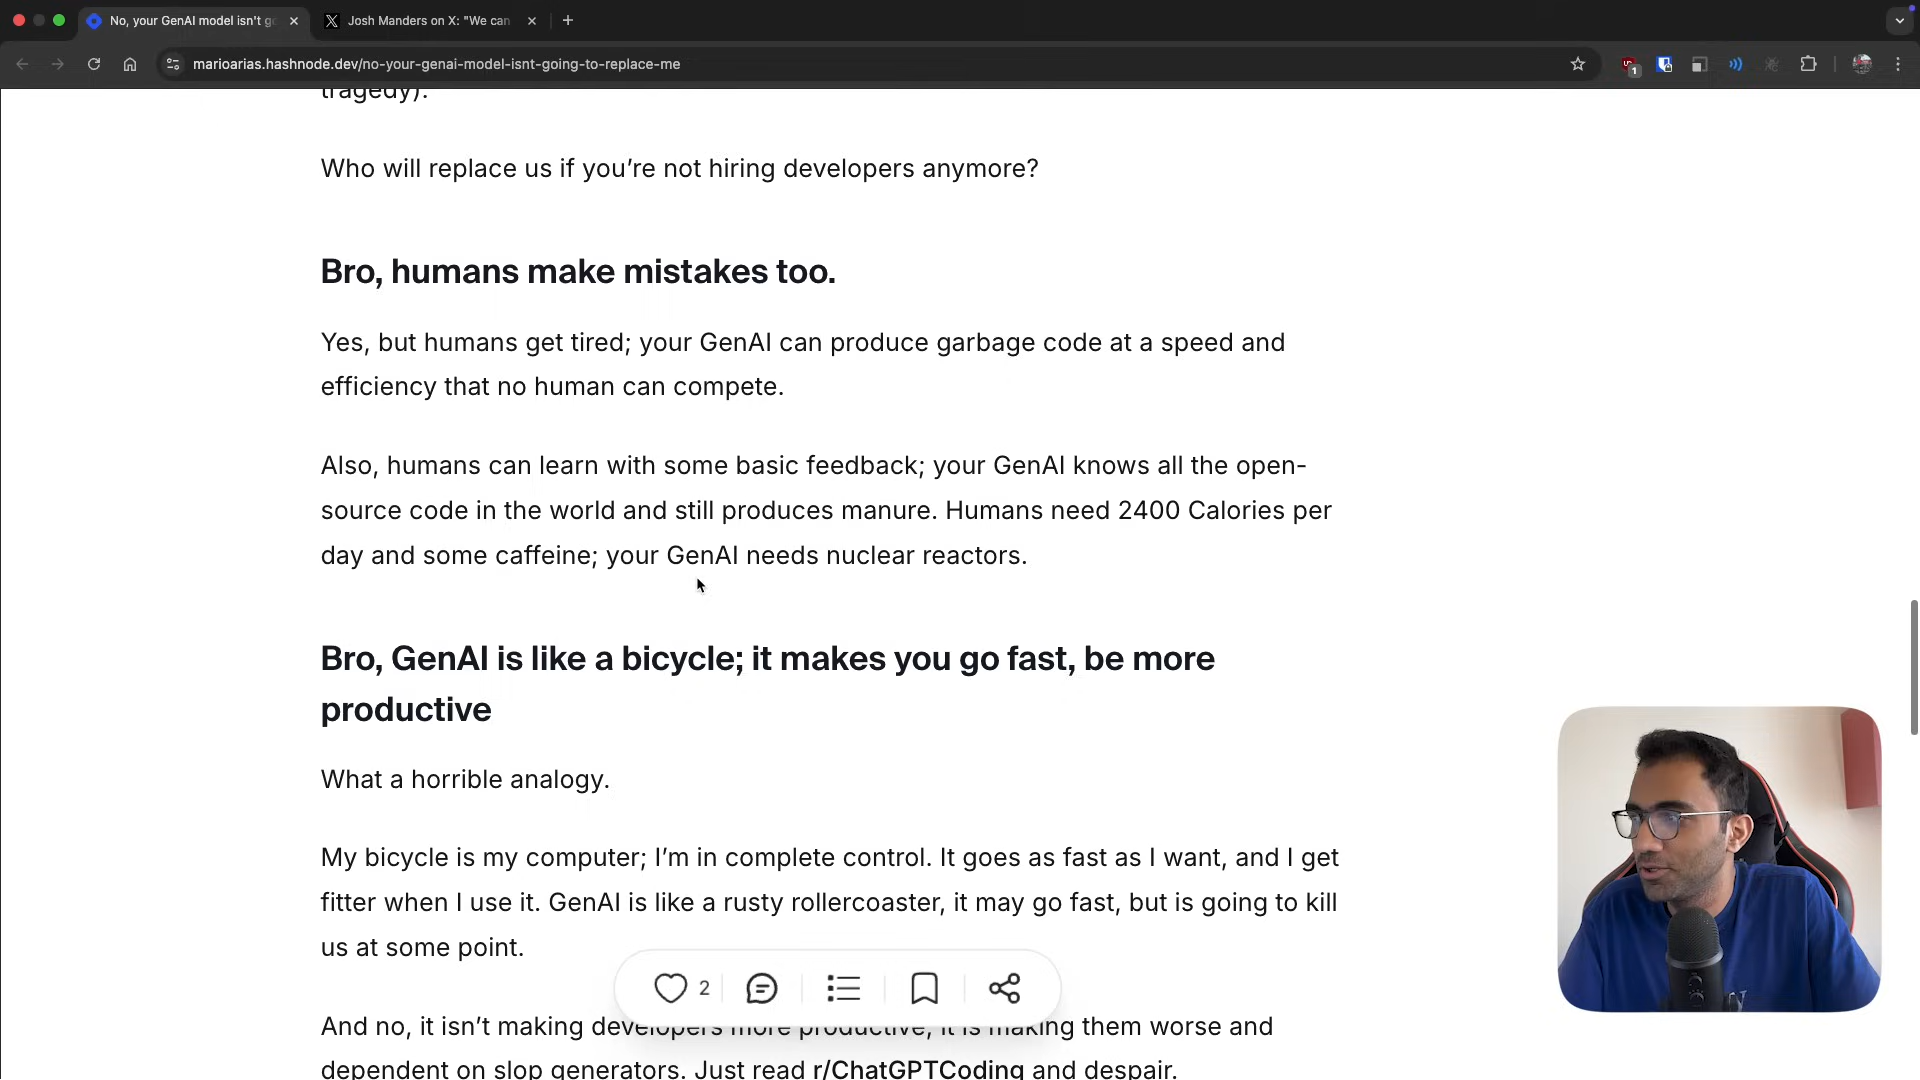 No, your GenAI model isn't g
Josh Manders on X: "We can
marioarias.hashnode.dev/no-your-genai-model-isnt-going-to-replace-me
1
tragedy).
Who will replace us if you're not hiring developers anymore?
Bro, humans make mistakes too.
Yes, but humans get tired; your GenAI can produce garbage code at a speed and
efficiency that no human can compete.
Also, humans can learn with some basic feedback; your GenAI knows all the open-
source code in the world and still produces manure. Humans need 2400 Calories per
day and some caffeine; your GenAI needs nuclear reactors.
Bro, GenAI is like a bicycle; it makes you go fast, be more
productive
What a horrible analogy.
My bicycle is my computer; I'm in complete control. It goes as fast as I want, and I get
fitter when I use it. GenAI is like a rusty rollercoaster, it may go fast, but is going to kill
us at some point.
2
And no, it isn't making developers more productive, it is making them worse and
dependent on slop generators. Just read r/ChatGPTCoding and despair.